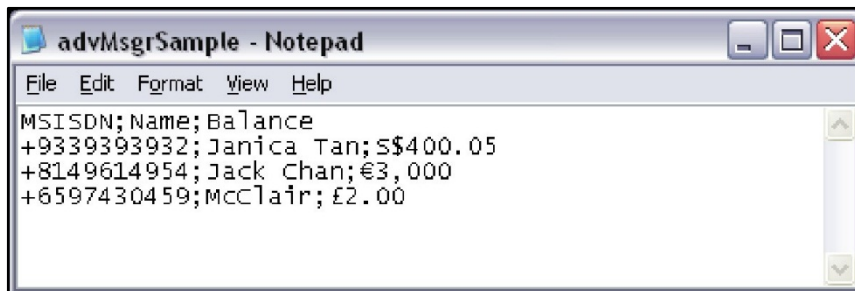 advMsgrSample - Notepad
File Edit Format View Help
MSISDN;Name;Balance
+9339393932;Janica Tan;S$400.05
+8149614954;Jack Chan;€3,000
+6597430459;McClair;£2.00